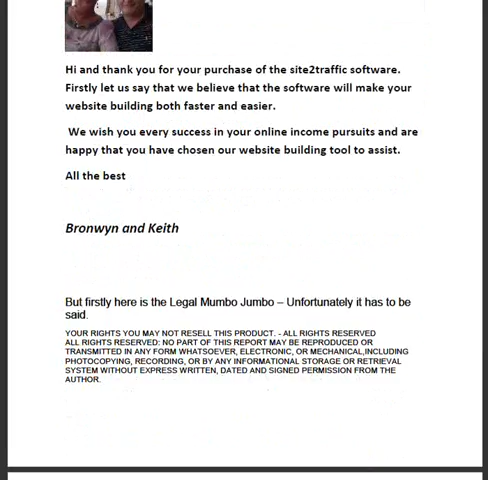 Hi and thank you for your purchase of the site2traffic software.
Firstly let us say that we believe that the software will make your
website building both faster and easier.
We wish you every success in your online income pursuits and are
happy that you have chosen our website building tool to assist.
All the best
Bronwyn and Keith
But firstly here is the Legal Mumbo Jumbo – Unfortunately it has to be
said.
YOUR RIGHTS YOU MAY NOT RESELL THIS PRODUCT. - ALL RIGHTS RESERVED
ALL RIGHTS RESERVED: NO PART OF THIS REPORT MAY BE REPRODUCED OR
TRANSMITTED IN ANY FORM WHATSOEVER, ELECTRONIC, OR MECHANICAL,INCLUDING
PHOTOCOPYING, RECORDING, OR BY ANY INFORMATIONAL STORAGE OR RETRIEVAL
SYSTEM WITHOUT EXPRESS WRITTEN, DATED AND SIGNED PERMISSION FROM THE
AUTHOR.